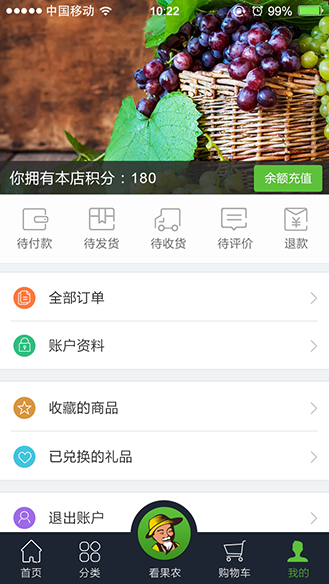 中国移动 10:22 99%
你拥有本店积分：180 余额充值
待付款 待发货 待收货 待评价 退款
全部订单
账户资料
收藏的商品
已兑换的礼品
退出账户
首页 分类 看果农 购物车 我的